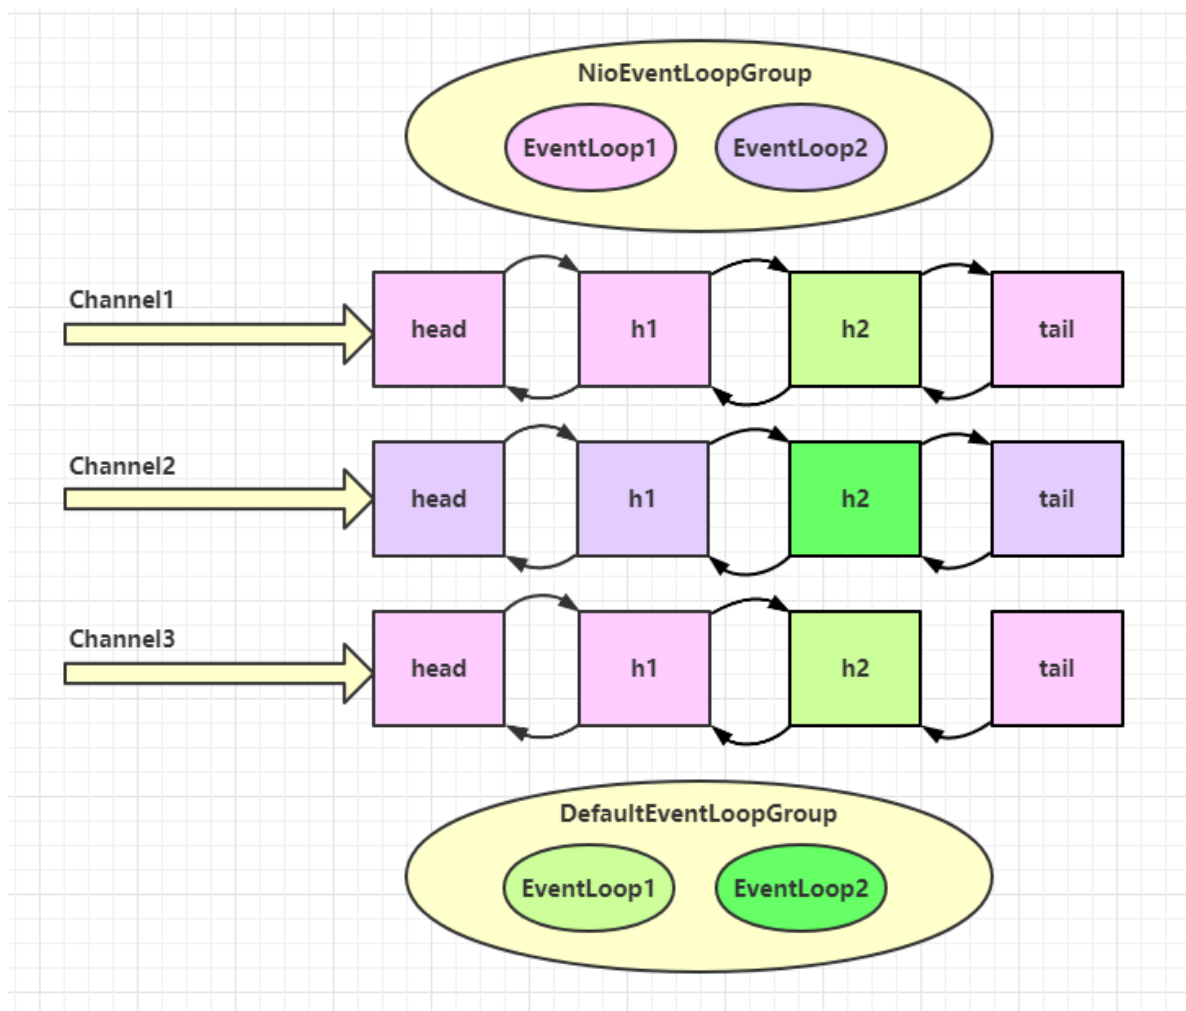 NioEventLoopGroup
EventLoop1 EventLoop2
Channel1
head h1 h2 tail
Channel2
head h1 h2 tail
Channel3
head h1 h2 tail
DefaultEventLoopGroup
EventLoop1 EventLoop2